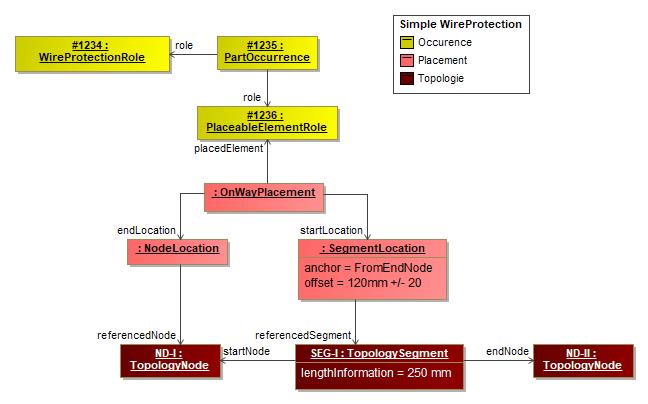 Simple WireProtection
Occurence
Placement
Topologie
#1234 :
WireProtectionRole
role
#1235 :
PartOccurrence
role
#1236 :
PlaceableElementRole
placedElement
: OnWayPlacement
endLocation
startLocation
: NodeLocation
: SegmentLocation
anchor = FromEndNode
offset = 120mm +/- 20
referencedNode
referencedSegment
ND-I :
TopologyNode
startNode
SEG-I : TopologySegment
lengthInformation = 250 mm
endNode
ND-II :
TopologyNode